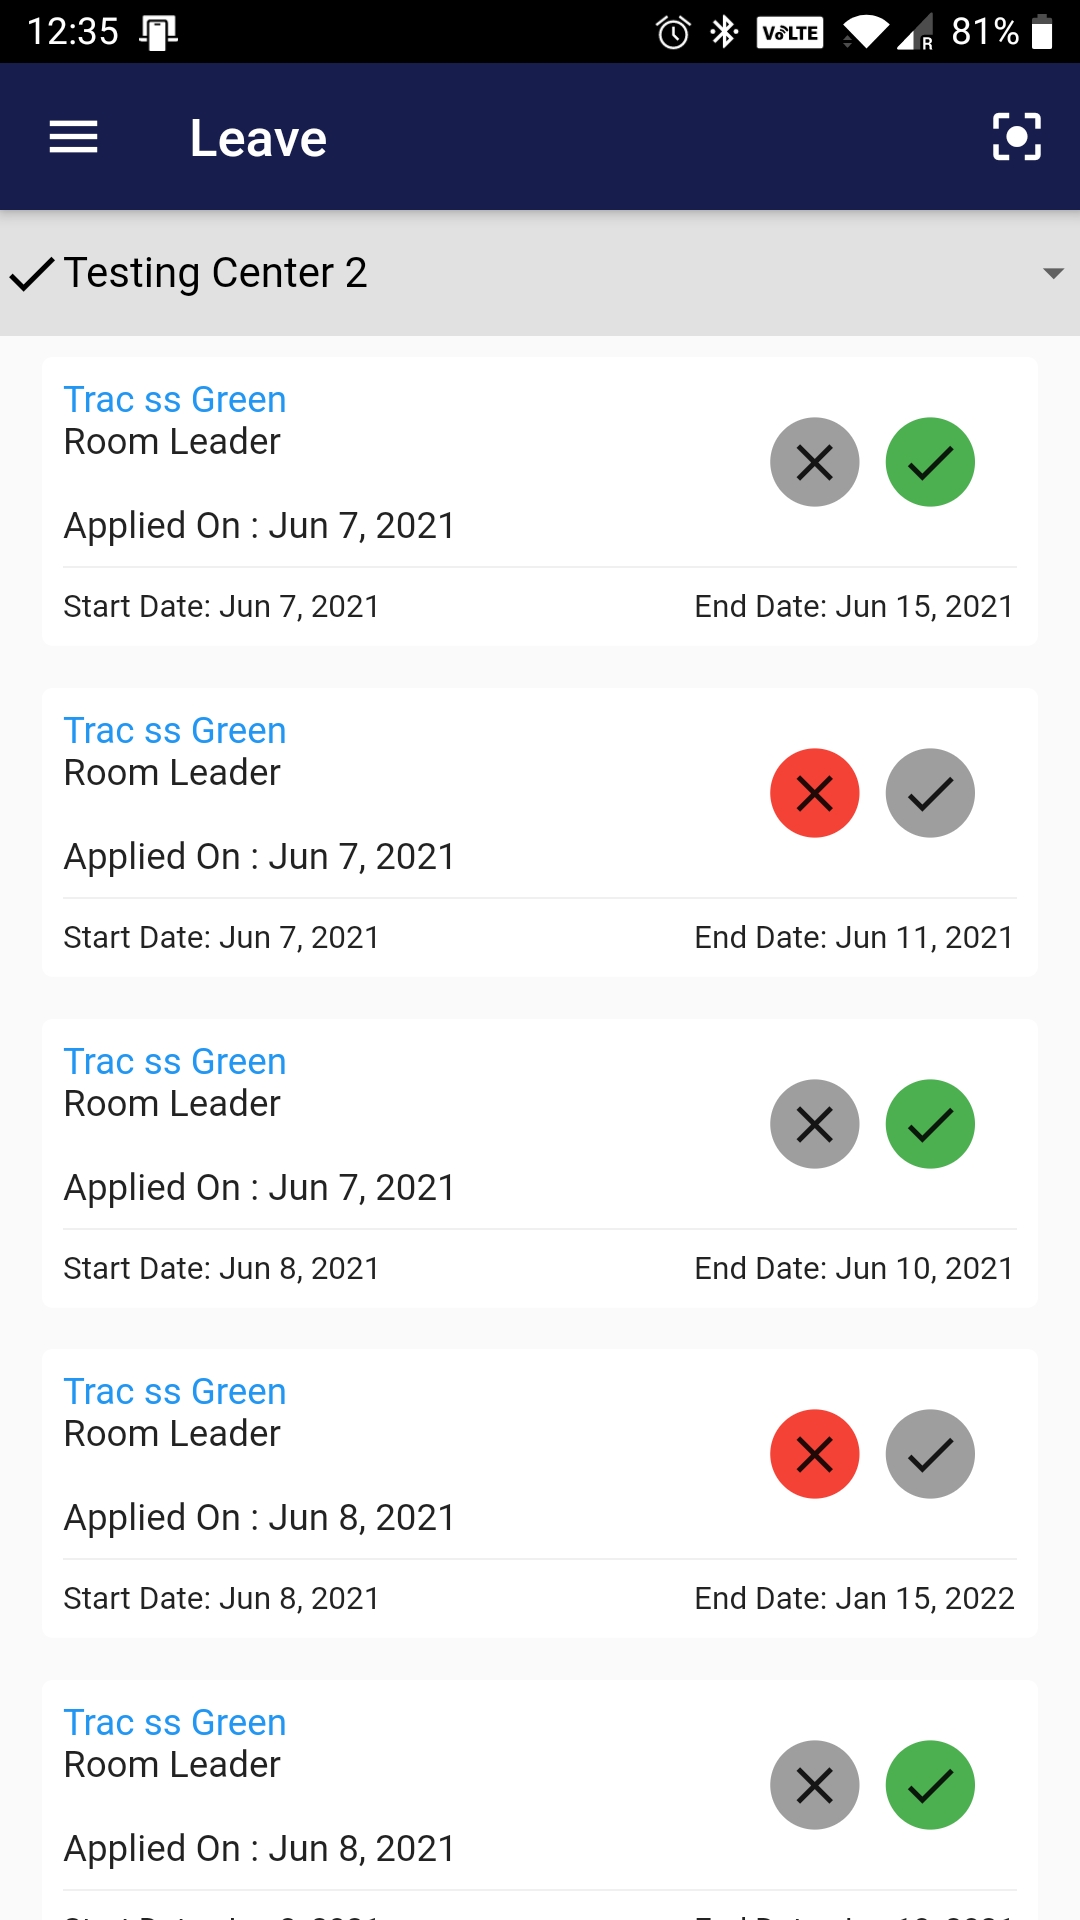 12:35
VoLTE
R
81%
Leave
Testing Center 2
Trac ss Green
Room Leader
Applied On : Jun 7, 2021
Start Date: Jun 7, 2021
End Date: Jun 15, 2021
Trac ss Green
Room Leader
Applied On : Jun 7, 2021
Start Date: Jun 7, 2021
End Date: Jun 11, 2021
Trac ss Green
Room Leader
Applied On : Jun 7, 2021
Start Date: Jun 8, 2021
End Date: Jun 10, 2021
Trac ss Green
Room Leader
Applied On : Jun 8, 2021
Start Date: Jun 8, 2021
End Date: Jan 15, 2022
Trac ss Green
Room Leader
Applied On : Jun 8, 2021